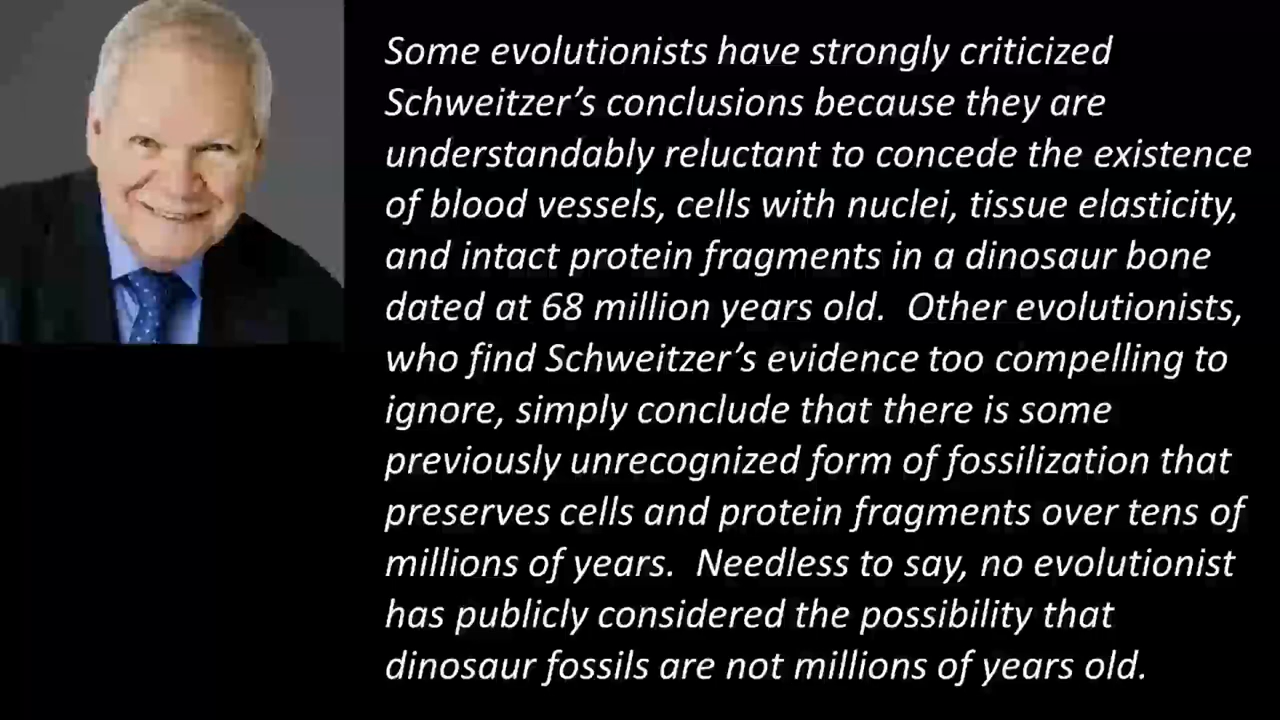 Some evolutionists have strongly criticized
Schweitzer’s conclusions because they are
understandably reluctant to concede the existence
of blood vessels, cells with nuclei, tissue elasticity,
and intact protein fragments in a dinosaur bone
dated at 68 million years old.  Other evolutionists,
who find Schweitzer’s evidence too compelling to
ignore, simply conclude that there is some
previously unrecognized form of fossilization that
preserves cells and protein fragments over tens of
millions of years.  Needless to say, no evolutionist
has publicly considered the possibility that
dinosaur fossils are not millions of years old.